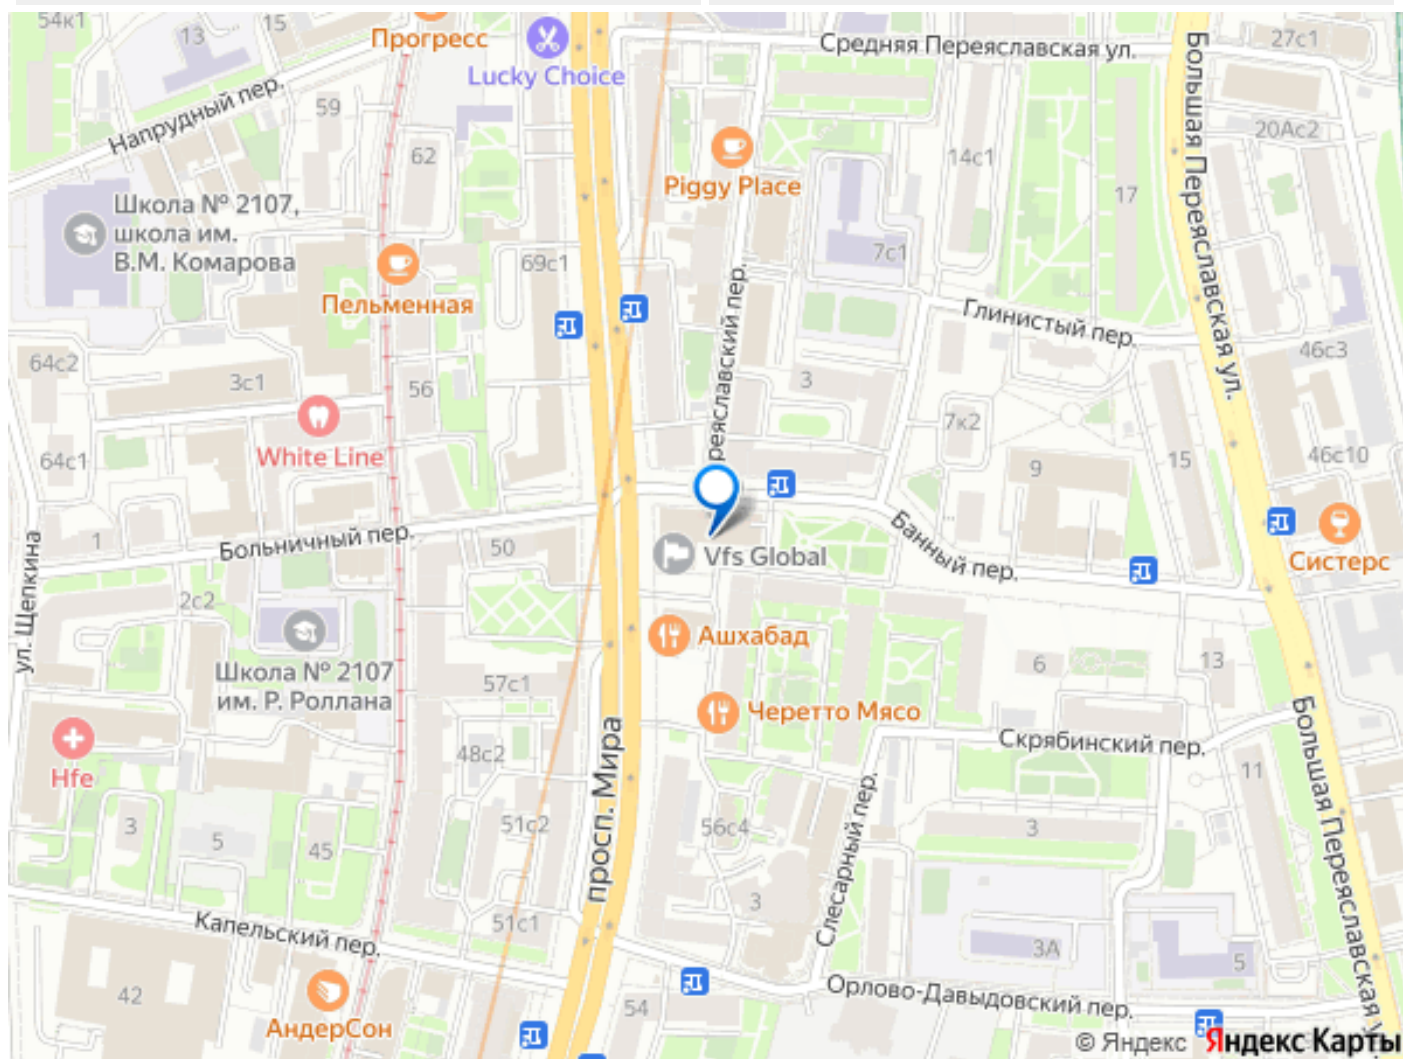 54к1
13
15
Прогресс
Lucky Choice
Средняя Переяславская ул.
27с1
Напрудный пер.
59
62
Piggy Place
14с1
17
Большая Переяславская ул.
20Ас2
Школа № 2107,
школа им.
В.М. Комарова
Пельменная
69с1
7с1
Глинистый пер.
реяславский пер.
64с2
3с1
56
3
46с3
White Line
64с1
7к2
9
15
46с10
1
Больничный пер.
50
Vfs Global
Банный пер.
Систерс
ул. Щепкина
2с2
Школа № 2107
им. Р. Роллана
Ашхабад
6
13
57с1
Черетто Мясо
Скрябинский пер.
Hfe
48с2
просп. Мира
11
Большая Переяславская у
3
5
45
51с2
56с4
Слесарный пер.
3
3
51с1
Капельский пер.
3А
5
42
АндерСон
54
Орлово-Давыдовский пер.
© Яндекс Яндекс Карты